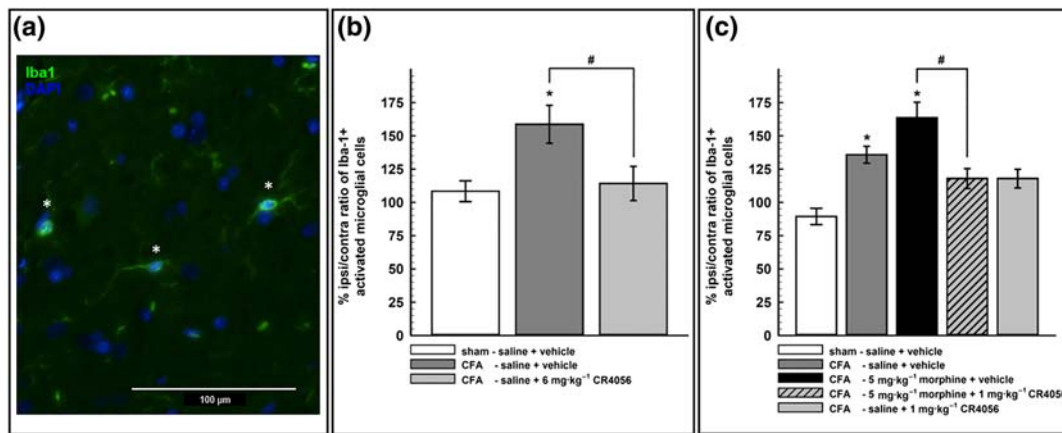 (a)
Iba1
DAPI
*
*
*
100 µm
(b)
#
*
% ipsi/contra ratio of Iba-1+
activated microglial cells
175
150
125
100
75
50
25
0
sham - saline + vehicle
CFA - saline + vehicle
CFA - saline + 6 mg·kg⁻¹ CR4056
(c)
#
*
*
% ipsi/contra ratio of Iba-1+
activated microglial cells
175
150
125
100
75
50
25
0
sham - saline + vehicle
CFA - saline + vehicle
CFA - 5 mg·kg⁻¹ morphine + vehicle
CFA - 5 mg·kg⁻¹ morphine + 1 mg·kg⁻¹ CR4056
CFA - saline + 1 mg·kg⁻¹ CR4056